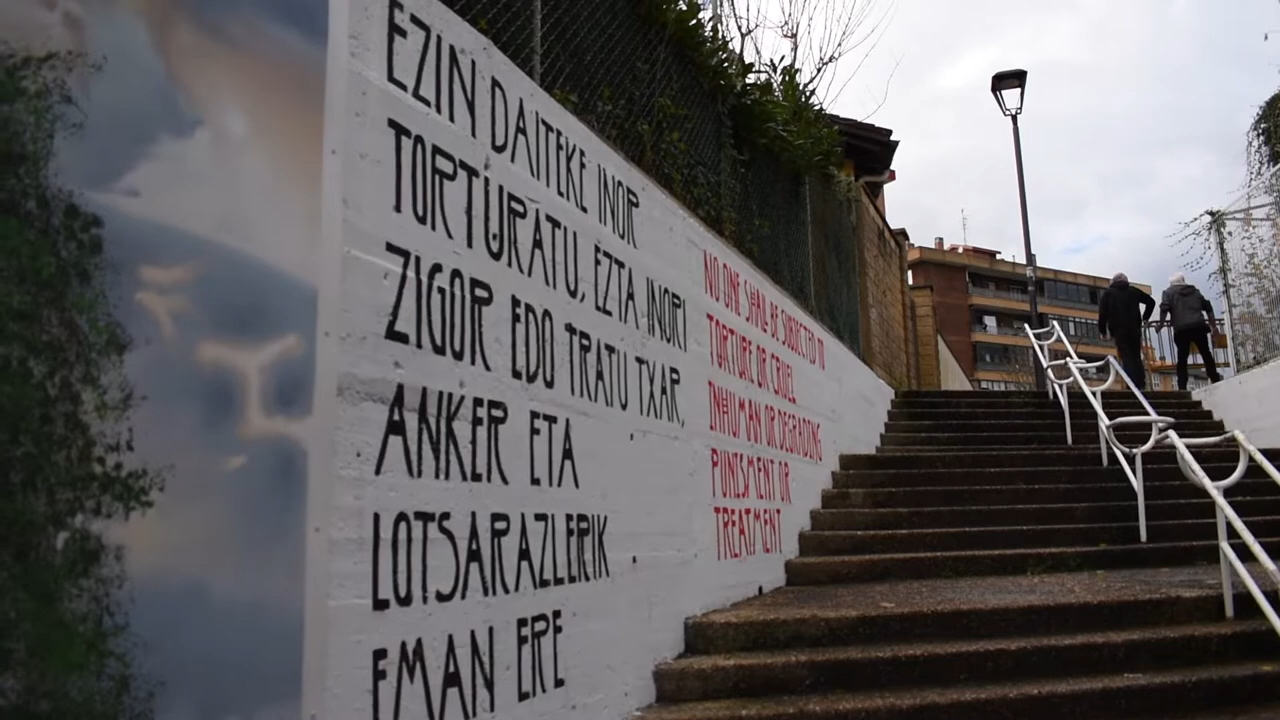 EZIN DAITEKE INOR
TORTURATU, EZTA INORI
ZIGOR EDO TRATU TXAR,
ANKER ETA
LOTSARAZLERIK
EMAN ERE
NO ONE SHALL BE SUBJECTED TO
TORTURE OR CRUEL
INHUMAN OR DEGRADING
PUNISMENT OR
TREATMENT